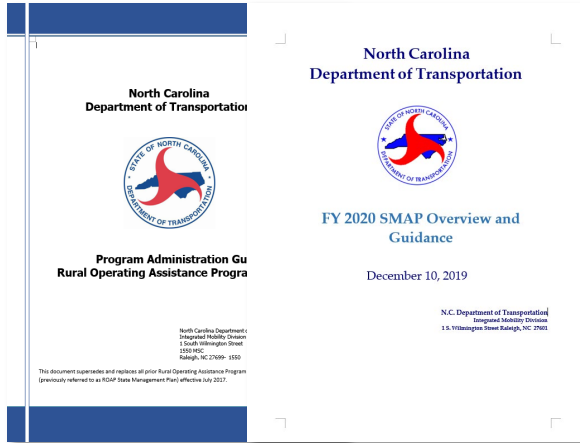 North Carolina
Department of Transportation
STATE OF NORTH CAROLINA
DEPARTMENT OF TRANSPORTATION
Program Administration Gu
Rural Operating Assistance Progra
North Carolina Department o
Integrated Mobility Division
1 South Wilmington Street
1550 MSC
Raleigh, NC 27699- 1550
This document supersedes and replaces all prior Rural Operating Assistance Program
(previously referred to as ROAP State Management Plan) effective July 2017.
North Carolina
Department of Transportation
STATE OF NORTH CAROLINA
DEPARTMENT OF TRANSPORTATION
FY 2020 SMAP Overview and
Guidance
December 10, 2019
N.C. Department of Transportation
Integrated Mobility Division
1 S. Wilmington Street Raleigh, NC 27601